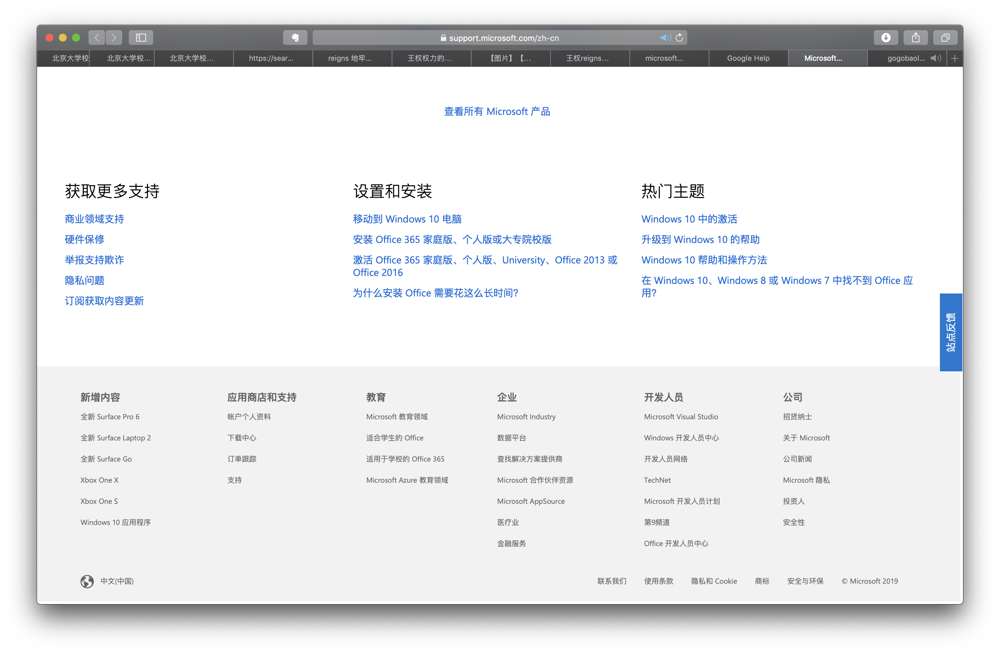 support.microsoft.com/zh-cn
北京大学校
北京大学校...
北京大学校...
https://sear...
reigns 地牢...
王权权力的...
【图片】【...
王权reigns...
microsoft...
Google Help
Microsoft...
gogobaol...
查看所有 Microsoft 产品
获取更多支持
商业领域支持
硬件保修
举报支持欺诈
隐私问题
订阅获取内容更新
设置和安装
移动到 Windows 10 电脑
安装 Office 365 家庭版、个人版或大专院校版
激活 Office 365 家庭版、个人版、University、Office 2013 或
Office 2016
为什么安装 Office 需要花这么长时间?
热门主题
Windows 10 中的激活
升级到 Windows 10 的帮助
Windows 10 帮助和操作方法
在 Windows 10、Windows 8 或 Windows 7 中找不到 Office 应
用?
站点反馈
新增内容
全新 Surface Pro 6
全新 Surface Laptop 2
全新 Surface Go
Xbox One X
Xbox One S
Windows 10 应用程序
应用商店和支持
帐户个人资料
下载中心
订单跟踪
支持
教育
Microsoft 教育领域
适合学生的 Office
适用于学校的 Office 365
Microsoft Azure 教育领域
企业
Microsoft Industry
数据平台
查找解决方案提供商
Microsoft 合作伙伴资源
Microsoft AppSource
医疗业
金融服务
开发人员
Microsoft Visual Studio
Windows 开发人员中心
开发人员网络
TechNet
Microsoft 开发人员计划
第9频道
Office 开发人员中心
公司
招贤纳士
关于 Microsoft
公司新闻
Microsoft 隐私
投资人
安全性
中文(中国)
联系我们
使用条款
隐私和 Cookie
商标
安全与环保
© Microsoft 2019